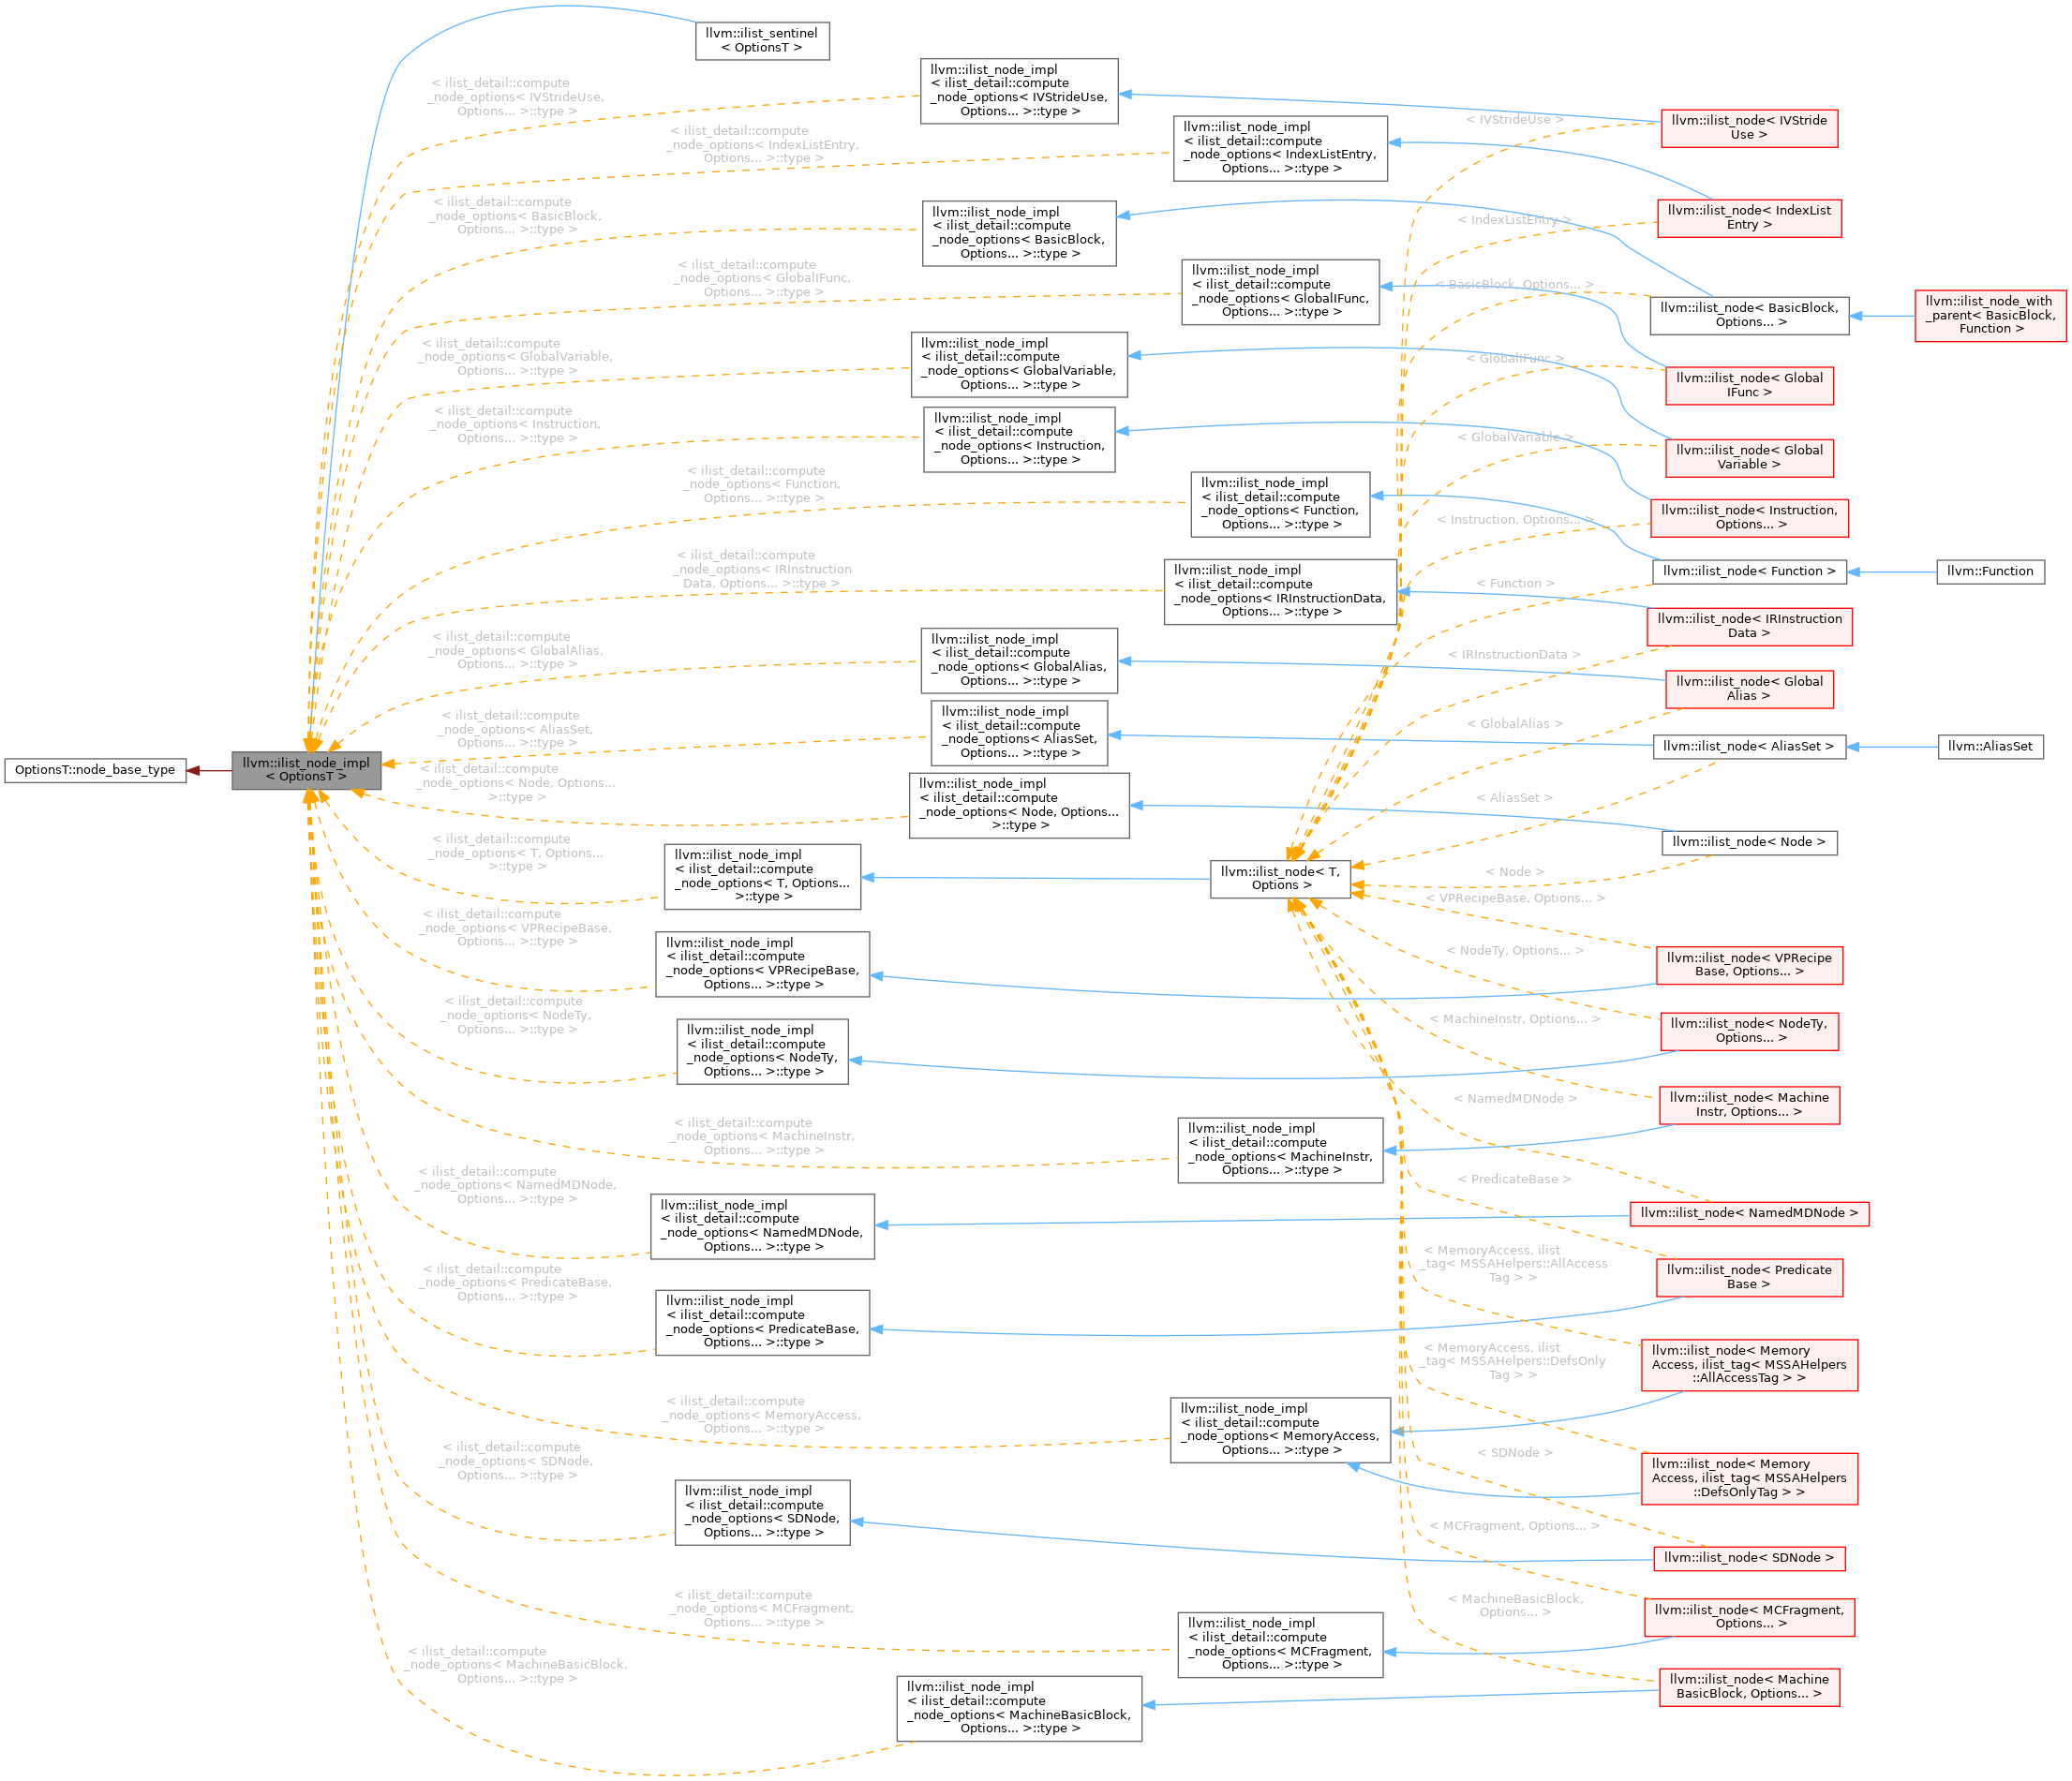 llvm::ilist_sentinel
< OptionsT >
< ilist_detail::compute
_node_options< IVStrideUse,
Options... >::type >
llvm::ilist_node_impl
< ilist_detail::compute
_node_options< IVStrideUse,
Options... >::type >
< IVStrideUse >
llvm::ilist_node< IVStride
Use >
< ilist_detail::compute
_node_options< IndexListEntry,
Options... >::type >
llvm::ilist_node_impl
< ilist_detail::compute
_node_options< IndexListEntry,
Options... >::type >
< IndexListEntry >
llvm::ilist_node< IndexList
Entry >
< ilist_detail::compute
_node_options< BasicBlock,
Options... >::type >
llvm::ilist_node_impl
< ilist_detail::compute
_node_options< BasicBlock,
Options... >::type >
< BasicBlock, Options... >
llvm::ilist_node< BasicBlock,
Options... >
llvm::ilist_node_with
_parent< BasicBlock,
Function >
< ilist_detail::compute
_node_options< GlobalIFunc,
Options... >::type >
llvm::ilist_node_impl
< ilist_detail::compute
_node_options< GlobalIFunc,
Options... >::type >
< GlobalIFunc >
llvm::ilist_node< Global
IFunc >
< ilist_detail::compute
_node_options< GlobalVariable,
Options... >::type >
llvm::ilist_node_impl
< ilist_detail::compute
_node_options< GlobalVariable,
Options... >::type >
< GlobalVariable >
llvm::ilist_node< Global
Variable >
< ilist_detail::compute
_node_options< Instruction,
Options... >::type >
llvm::ilist_node_impl
< ilist_detail::compute
_node_options< Instruction,
Options... >::type >
< Instruction, Options... >
llvm::ilist_node< Instruction,
Options... >
< ilist_detail::compute
_node_options< Function,
Options... >::type >
llvm::ilist_node_impl
< ilist_detail::compute
_node_options< Function,
Options... >::type >
< Function >
llvm::ilist_node< Function >
llvm::Function
< ilist_detail::compute
_node_options< IRInstruction
Data, Options... >::type >
llvm::ilist_node_impl
< ilist_detail::compute
_node_options< IRInstructionData,
Options... >::type >
< IRInstructionData >
llvm::ilist_node< IRInstruction
Data >
< ilist_detail::compute
_node_options< GlobalAlias,
Options... >::type >
llvm::ilist_node_impl
< ilist_detail::compute
_node_options< GlobalAlias,
Options... >::type >
< GlobalAlias >
llvm::ilist_node< Global
Alias >
< ilist_detail::compute
_node_options< AliasSet,
Options... >::type >
llvm::ilist_node_impl
< ilist_detail::compute
_node_options< AliasSet,
Options... >::type >
< AliasSet >
llvm::ilist_node< AliasSet >
llvm::AliasSet
OptionsT::node_base_type
llvm::ilist_node_impl
< OptionsT >
< ilist_detail::compute
_node_options< Node, Options...
>::type >
llvm::ilist_node_impl
< ilist_detail::compute
_node_options< Node, Options...
>::type >
< Node >
llvm::ilist_node< Node >
< ilist_detail::compute
_node_options< T, Options...
>::type >
llvm::ilist_node_impl
< ilist_detail::compute
_node_options< T, Options...
>::type >
llvm::ilist_node< T,
Options >
< ilist_detail::compute
_node_options< VPRecipeBase,
Options... >::type >
llvm::ilist_node_impl
< ilist_detail::compute
_node_options< VPRecipeBase,
Options... >::type >
< VPRecipeBase, Options... >
llvm::ilist_node< VPRecipe
Base, Options... >
< ilist_detail::compute
_node_options< NodeTy,
Options... >::type >
llvm::ilist_node_impl
< ilist_detail::compute
_node_options< NodeTy,
Options... >::type >
< NodeTy, Options... >
llvm::ilist_node< NodeTy,
Options... >
< ilist_detail::compute
_node_options< MachineInstr,
Options... >::type >
llvm::ilist_node_impl
< ilist_detail::compute
_node_options< MachineInstr,
Options... >::type >
< MachineInstr, Options... >
llvm::ilist_node< Machine
Instr, Options... >
< ilist_detail::compute
_node_options< NamedMDNode,
Options... >::type >
llvm::ilist_node_impl
< ilist_detail::compute
_node_options< NamedMDNode,
Options... >::type >
< NamedMDNode >
llvm::ilist_node< NamedMDNode >
< ilist_detail::compute
_node_options< PredicateBase,
Options... >::type >
llvm::ilist_node_impl
< ilist_detail::compute
_node_options< PredicateBase,
Options... >::type >
< PredicateBase >
llvm::ilist_node< Predicate
Base >
< ilist_detail::compute
_node_options< MemoryAccess,
Options... >::type >
llvm::ilist_node_impl
< ilist_detail::compute
_node_options< MemoryAccess,
Options... >::type >
< MemoryAccess, ilist
_tag< MSSAHelpers::AllAccess
Tag > >
llvm::ilist_node< Memory
Access, ilist_tag< MSSAHelpers
::AllAccessTag > >
< MemoryAccess, ilist
_tag< MSSAHelpers::DefsOnly
Tag > >
llvm::ilist_node< Memory
Access, ilist_tag< MSSAHelpers
::DefsOnlyTag > >
< ilist_detail::compute
_node_options< SDNode,
Options... >::type >
llvm::ilist_node_impl
< ilist_detail::compute
_node_options< SDNode,
Options... >::type >
< SDNode >
llvm::ilist_node< SDNode >
< ilist_detail::compute
_node_options< MCFragment,
Options... >::type >
llvm::ilist_node_impl
< ilist_detail::compute
_node_options< MCFragment,
Options... >::type >
< MCFragment, Options... >
llvm::ilist_node< MCFragment,
Options... >
< ilist_detail::compute
_node_options< MachineBasicBlock,
Options... >::type >
llvm::ilist_node_impl
< ilist_detail::compute
_node_options< MachineBasicBlock,
Options... >::type >
< MachineBasicBlock,
Options... >
llvm::ilist_node< Machine
BasicBlock, Options... >